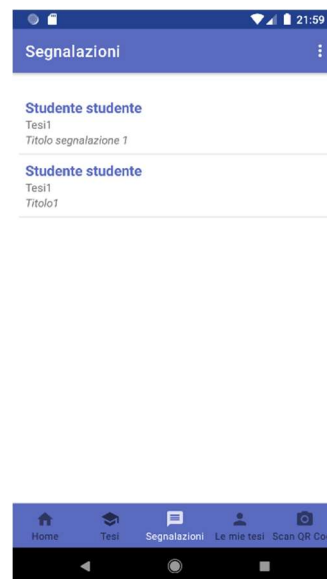 21:59
Segnalazioni
Studente studente
Tesi1
Titolo segnalazione 1
Studente studente
Tesi1
Titolo1
Home Tesi Segnalazioni Le mie tesi Scan QR Co